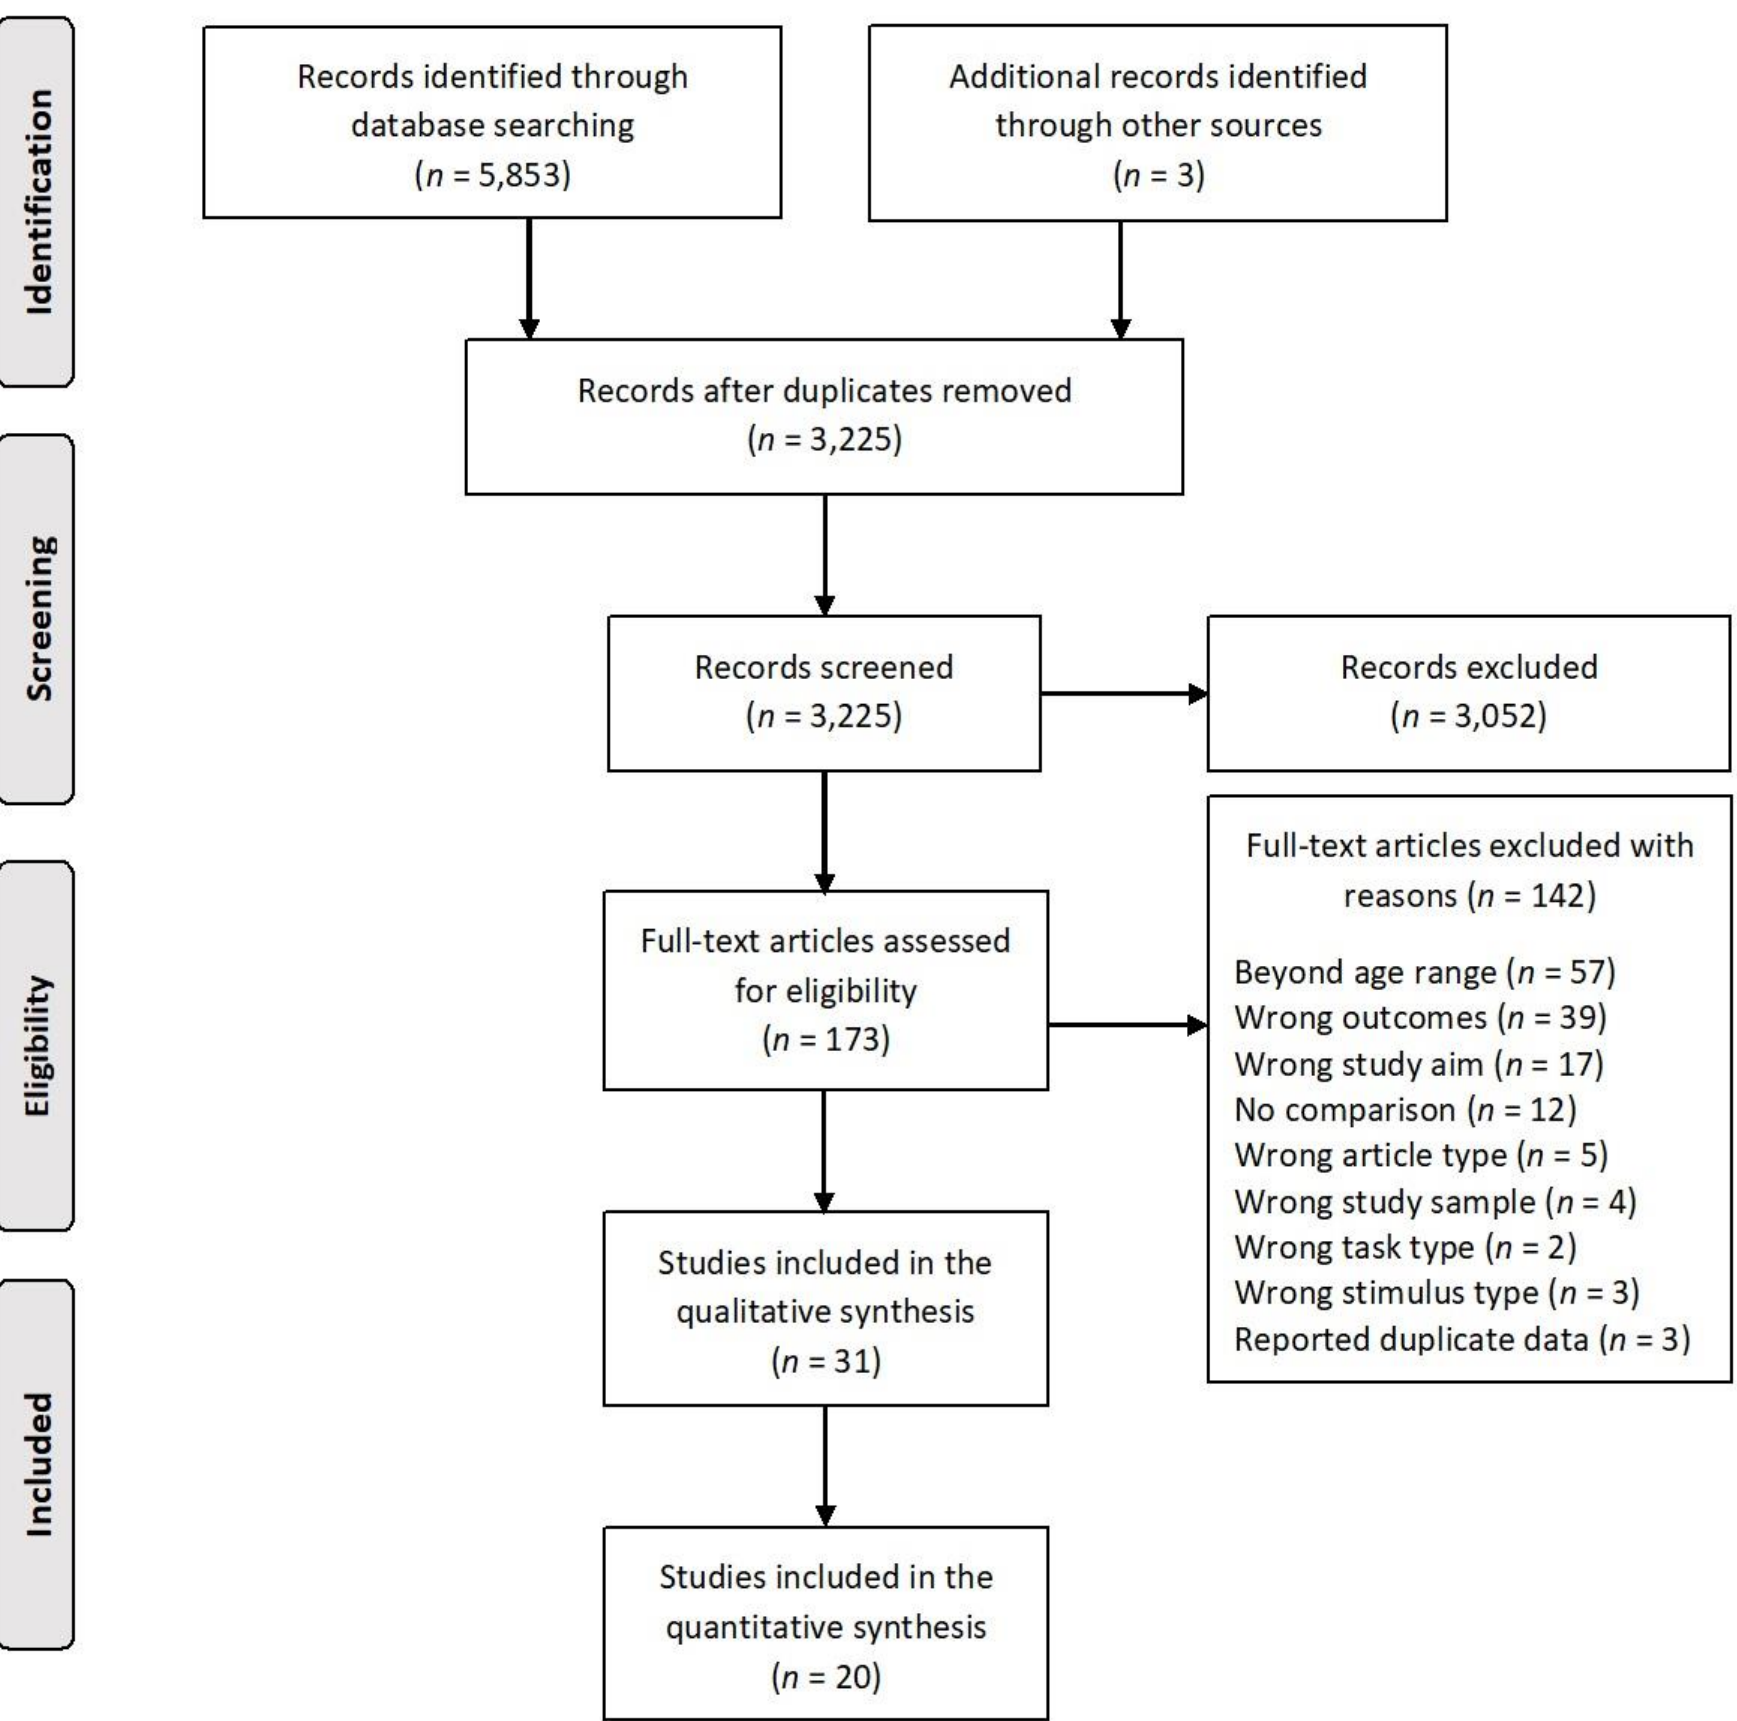 Identification
Records identified through
database searching
(n = 5,853)
Additional records identified
through other sources
(n = 3)
Records after duplicates removed
(n = 3,225)
Screening
Records screened
(n = 3,225)
Records excluded
(n = 3,052)
Eligibility
Full-text articles assessed
for eligibility
(n = 173)
Full-text articles excluded with
reasons (n = 142)
Beyond age range (n = 57)
Wrong outcomes (n = 39)
Wrong study aim (n = 17)
No comparison (n = 12)
Wrong article type (n = 5)
Wrong study sample (n = 4)
Wrong task type (n = 2)
Wrong stimulus type (n = 3)
Reported duplicate data (n = 3)
Included
Studies included in the
qualitative synthesis
(n = 31)
Studies included in the
quantitative synthesis
(n = 20)